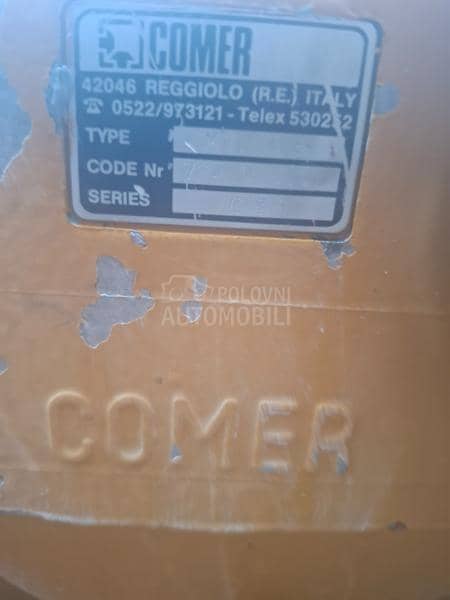 COMER
42046 REGGIOLO (R.E.) ITALY
☎ 0522/973121 - Telex 530252
TYPE
CODE Nr
SERIES
POLOVNI
AUTOMOBILI
COMER